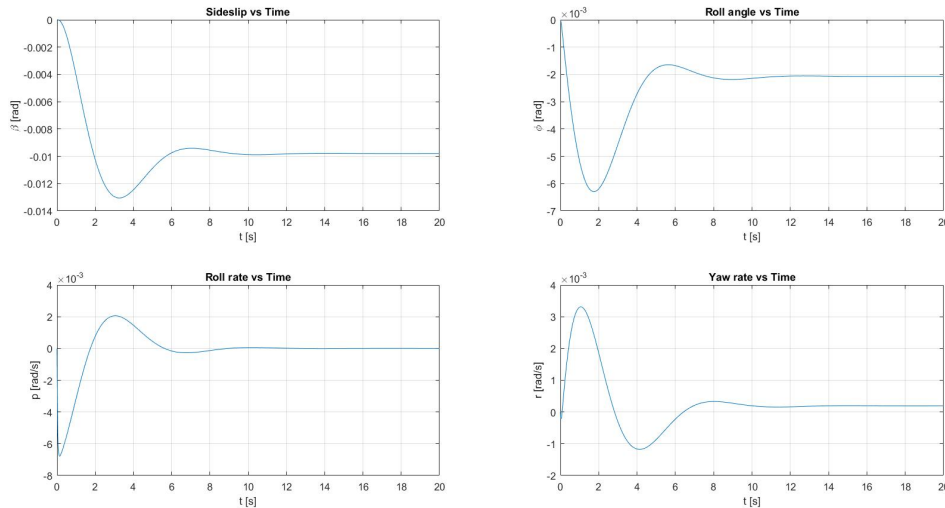 Sideslip vs Time
0
-0.002
-0.004
-0.006
-0.008
-0.01
-0.012
-0.014
β [rad]
0 2 4 6 8 10 12 14 16 18 20
t [s]
Roll angle vs Time
×10⁻³
0
-1
-2
-3
-4
-5
-6
-7
ϕ [rad]
0 2 4 6 8 10 12 14 16 18 20
t [s]
Roll rate vs Time
×10⁻³
4
2
0
-2
-4
-6
-8
p [rad/s]
0 2 4 6 8 10 12 14 16 18 20
t [s]
Yaw rate vs Time
×10⁻³
4
3
2
1
0
-1
-2
r [rad/s]
0 2 4 6 8 10 12 14 16 18 20
t [s]